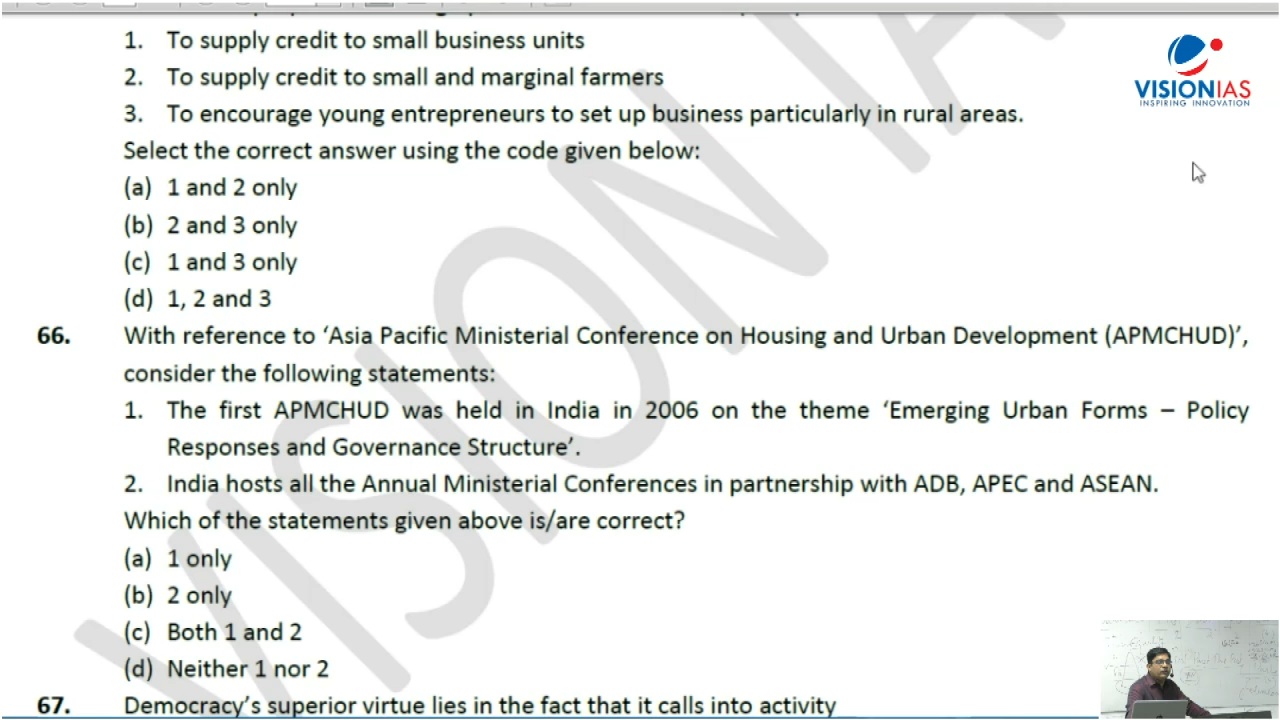 1. To supply credit to small business units
2. To supply credit to small and marginal farmers
3. To encourage young entrepreneurs to set up business particularly in rural areas.
Select the correct answer using the code given below:
(a) 1 and 2 only
(b) 2 and 3 only
(c) 1 and 3 only
(d) 1, 2 and 3
66. With reference to ‘Asia Pacific Ministerial Conference on Housing and Urban Development (APMCHUD)’,
consider the following statements:
1. The first APMCHUD was held in India in 2006 on the theme ‘Emerging Urban Forms – Policy
Responses and Governance Structure’.
2. India hosts all the Annual Ministerial Conferences in partnership with ADB, APEC and ASEAN.
Which of the statements given above is/are correct?
(a) 1 only
(b) 2 only
(c) Both 1 and 2
(d) Neither 1 nor 2
67. Democracy’s superior virtue lies in the fact that it calls into activity
VISIONIAS
INSPIRING INNOVATION
VISION IA